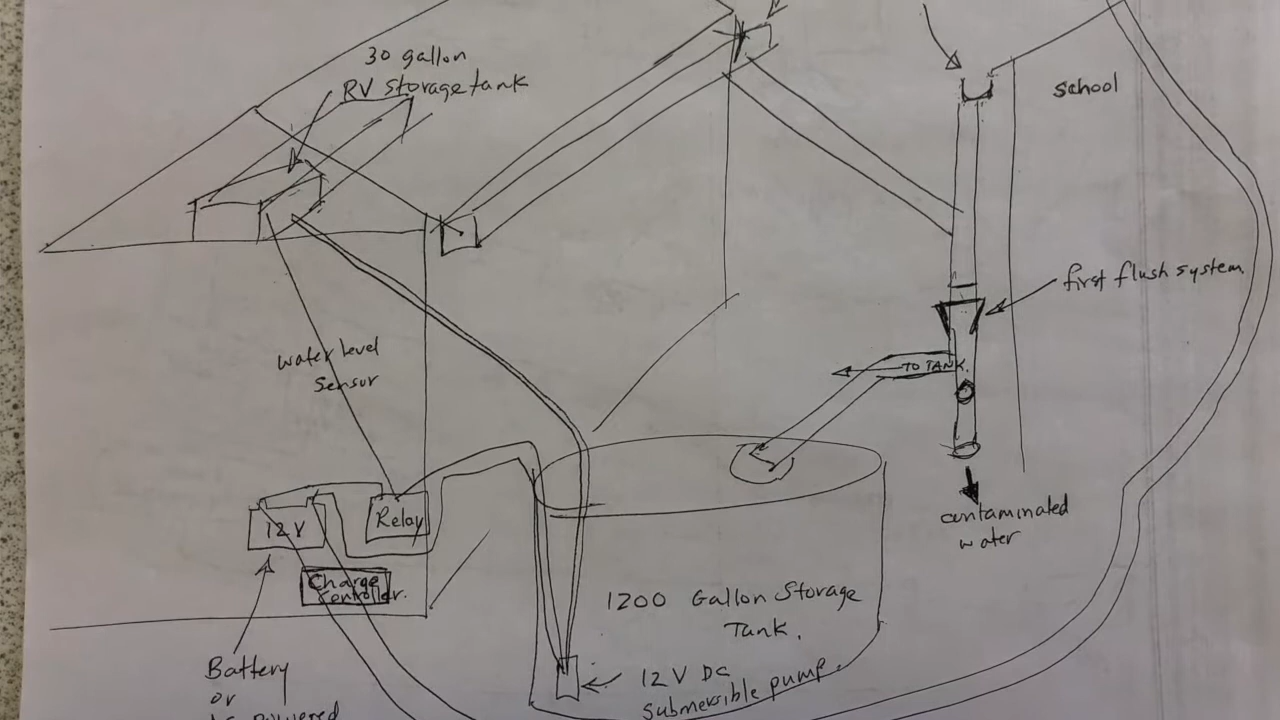 30 gallon
RV storage tank
school
first flush system
water level
sensor
TO TANK.
12 V
Relay
contaminated
water
Charge
controller.
1200 Gallon Storage
Tank.
Battery
or
12 V DC
submersible pump.